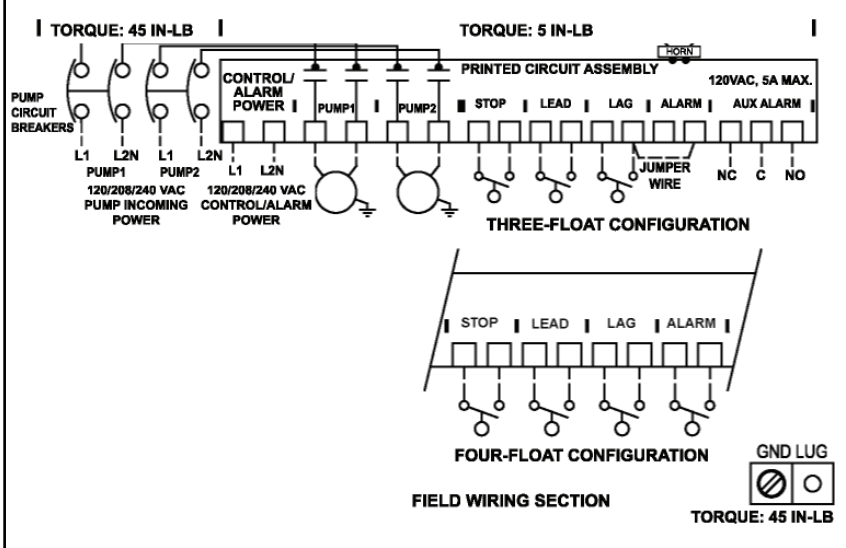 TORQUE: 45 IN-LB
TORQUE: 5 IN-LB
HORN
PRINTED CIRCUIT ASSEMBLY
120VAC, 5A MAX.
CONTROL/
ALARM
POWER
PUMP1
PUMP2
STOP
LEAD
LAG
ALARM
AUX ALARM
PUMP
CIRCUIT
BREAKERS
L1
L2N
L1
L2N
PUMP1
PUMP2
120/208/240 VAC
PUMP INCOMING
POWER
L1
L2N
120/208/240 VAC
CONTROL/ALARM
POWER
JUMPER
WIRE
NC
C
NO
THREE-FLOAT CONFIGURATION
STOP
LEAD
LAG
ALARM
FOUR-FLOAT CONFIGURATION
FIELD WIRING SECTION
GND LUG
TORQUE: 45 IN-LB